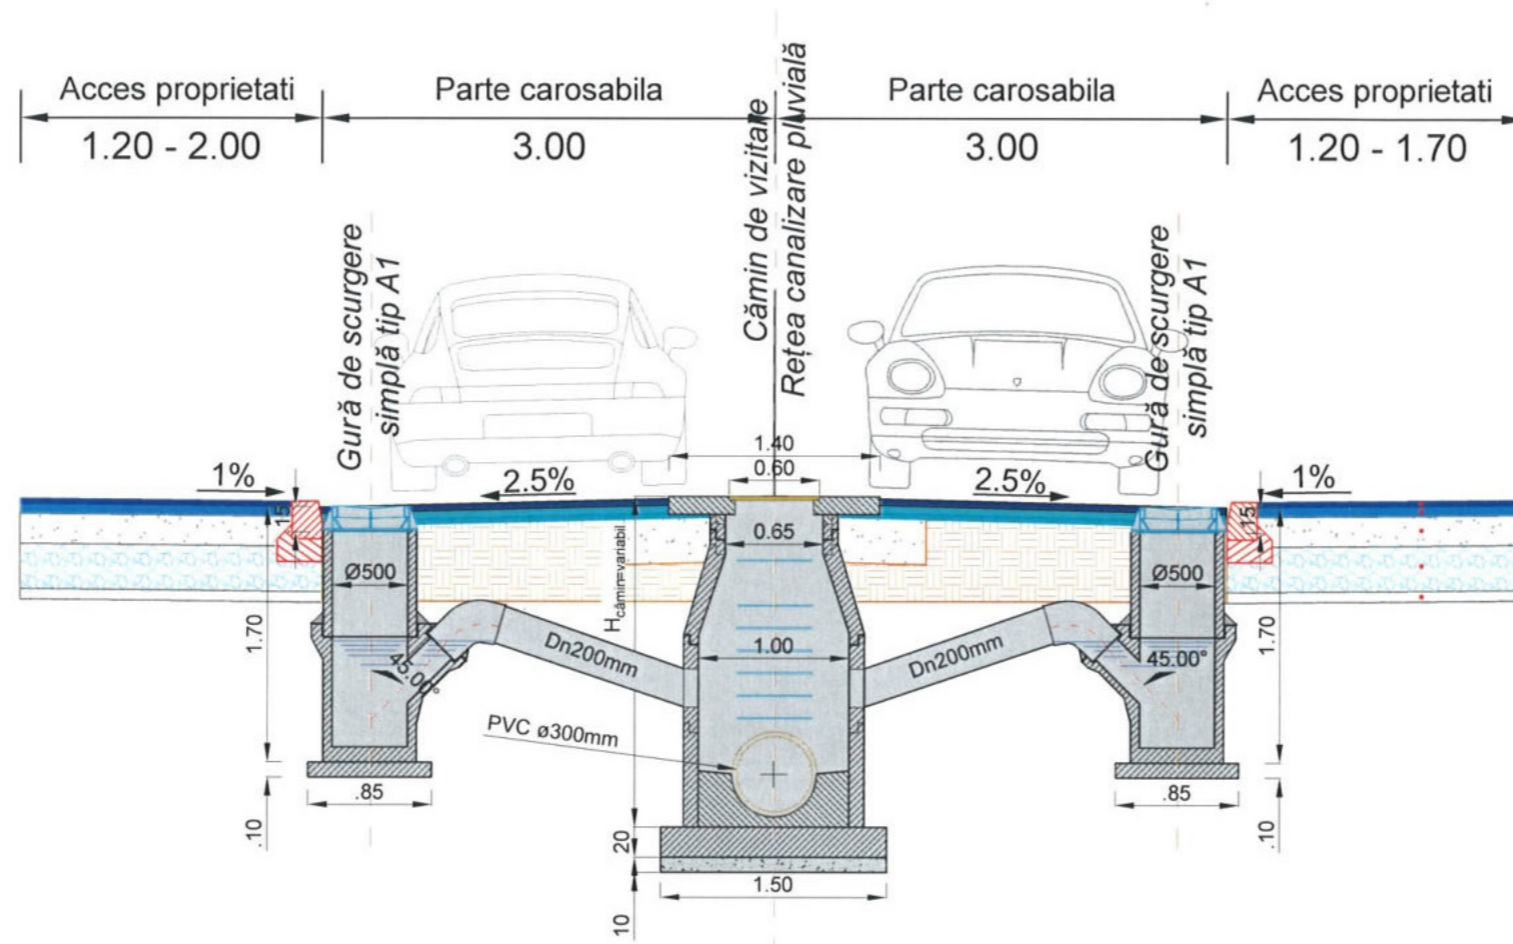 Acces proprietati
Parte carosabila
Parte carosabila
Acces proprietati
1.20 - 2.00
3.00
3.00
1.20 - 1.70
Cămin de vizitare
Rețea canalizare pluvială
Gură de scurgere
simplă tip A1
Gură de scurgere
simplă tip A1
1.40
0.60
1%
2.5%
2.5%
1%
.15
.15
0.65
Ø500
Ø500
Hcămin=variabil
1.70
1.70
Dn200mm
1.00
Dn200mm
45.00°
45.00°
PVC ø300mm
.85
.85
.10
.10
20
1.50
10